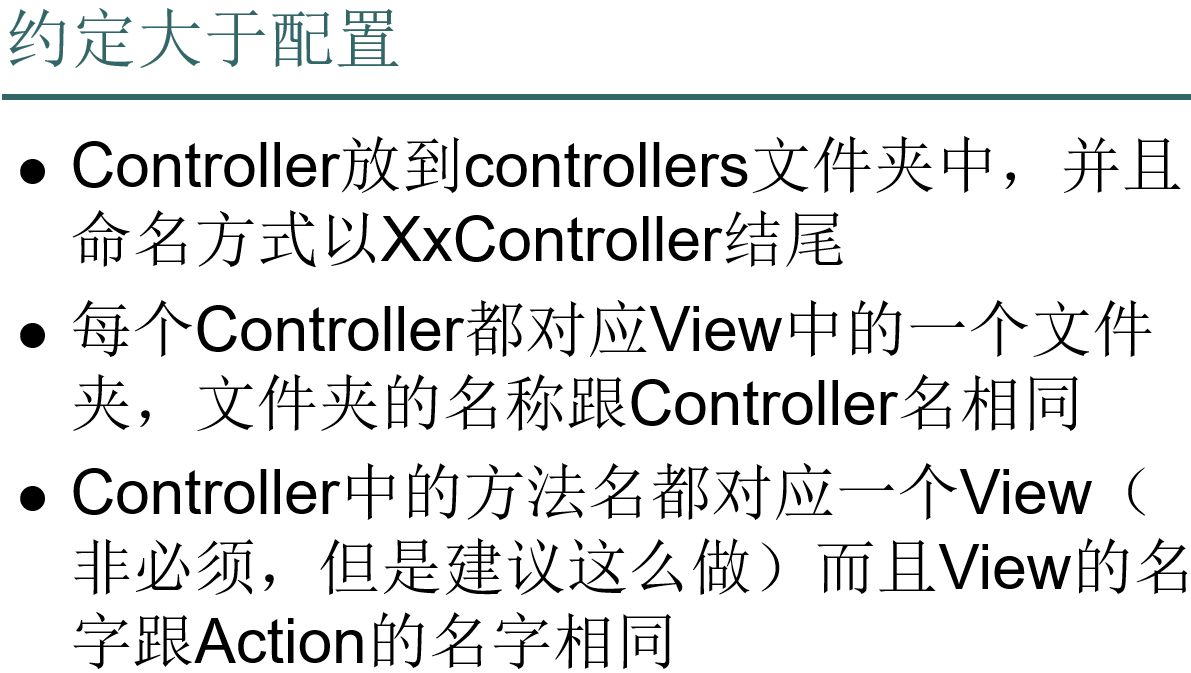 约定大于配置
● Controller放到controllers文件夹中，并且
命名方式以XxController结尾
● 每个Controller都对应View中的一个文件
夹，文件夹的名称跟Controller名相同
● Controller中的方法名都对应一个View（
非必须，但是建议这么做）而且View的名
字跟Action的名字相同